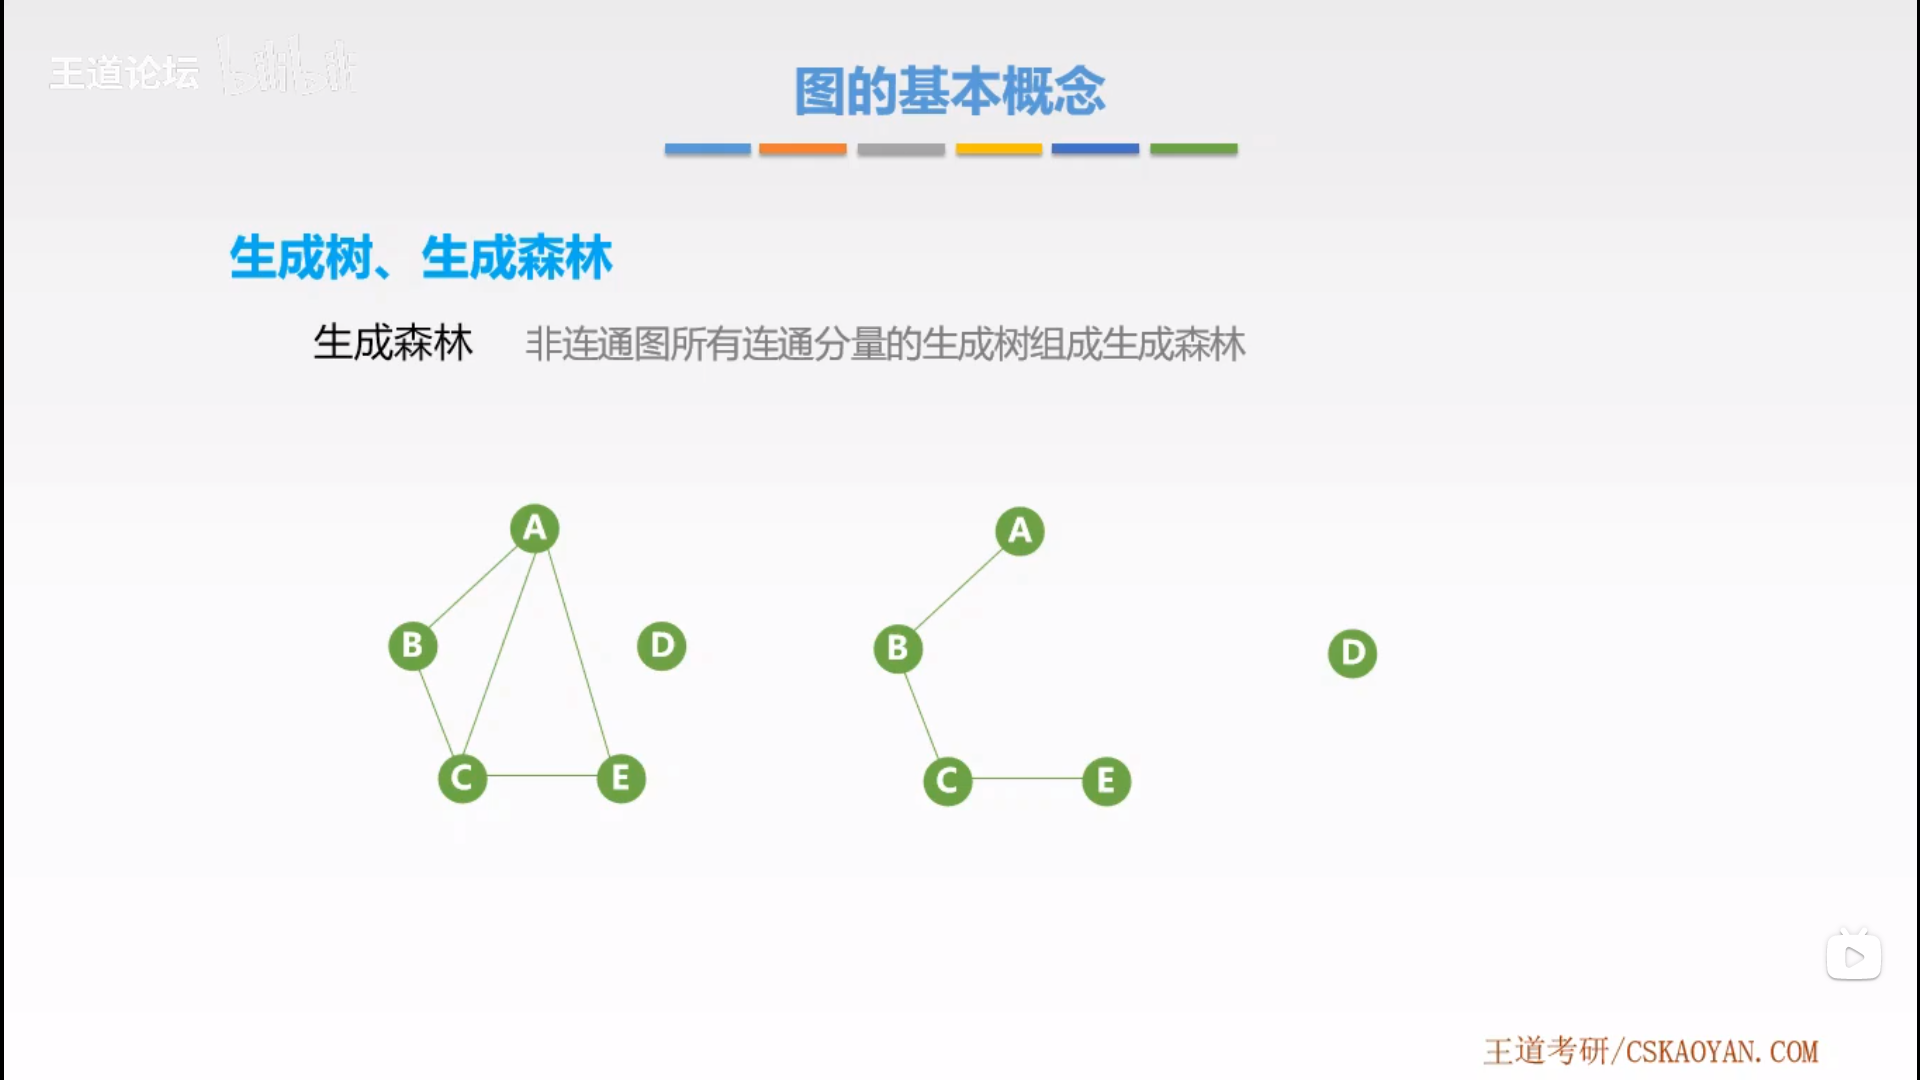 王道论坛 bilibili
图的基本概念
生成树、生成森林
生成森林 非连通图所有连通分量的生成树组成生成森林
A A
B D B D
C E C E
王道考研/CSKAOYAN.COM